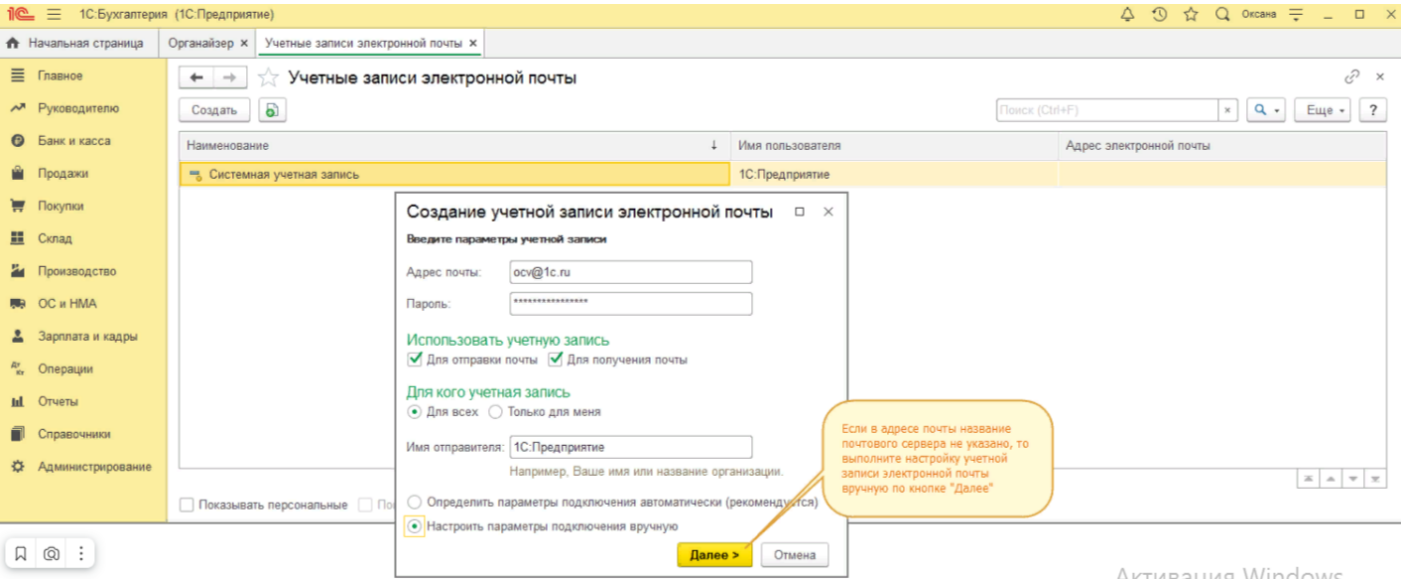 1С:Бухгалтерия (1С:Предприятие)
Оксана
Начальная страница
Органайзер ×
Учетные записи электронной почты ×
Главное
Руководителю
Банк и касса
Продажи
Покупки
Склад
Производство
ОС и НМА
Зарплата и кадры
Операции
Отчеты
Справочники
Администрирование
Учетные записи электронной почты
Создать
Поиск (Ctrl+F)
×
Еще
?
Наименование ↓
Имя пользователя
Адрес электронной почты
Системная учетная запись
1С:Предприятие
Создание учетной записи электронной почты
Введите параметры учетной записи
Адрес почты: ocv@1c.ru
Пароль: ****************
Использовать учетную запись
Для отправки почты Для получения почты
Для кого учетная запись
Для всех Только для меня
Имя отправителя: 1С:Предприятие
Например, Ваше имя или название организации.
Определить параметры подключения автоматически (рекомендуется)
Настроить параметры подключения вручную
Далее > Отмена
Если в адресе почты название
почтового сервера не указано, то
выполните настройку учетной
записи электронной почты
вручную по кнопке "Далее"
Показывать персональные
Активация Windows